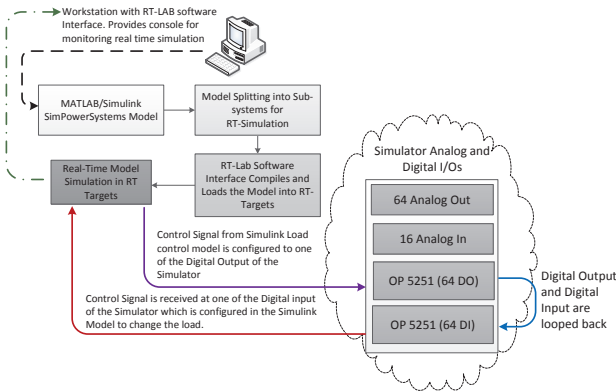 Workstation with RT-LAB software
Interface. Provides console for
monitoring real time simulation
MATLAB/Simulink
SimPowerSystems Model
Model Splitting into Sub-
systems for
RT-Simulation
Real-Time Model
Simulation in RT
Targets
RT-Lab Software
Interface Compiles and
Loads the Model into RT-
Targets
Simulator Analog and
Digital I/Os
64 Analog Out
16 Analog In
OP 5251 (64 DO)
OP 5251 (64 DI)
Control Signal from Simulink Load
control model is configured to one
of the Digital Output of the
Simulator
Control Signal is received at one of the Digital input
of the Simulator which is configured in the Simulink
Model to change the load.
Digital Output
and Digital
Input are
looped back